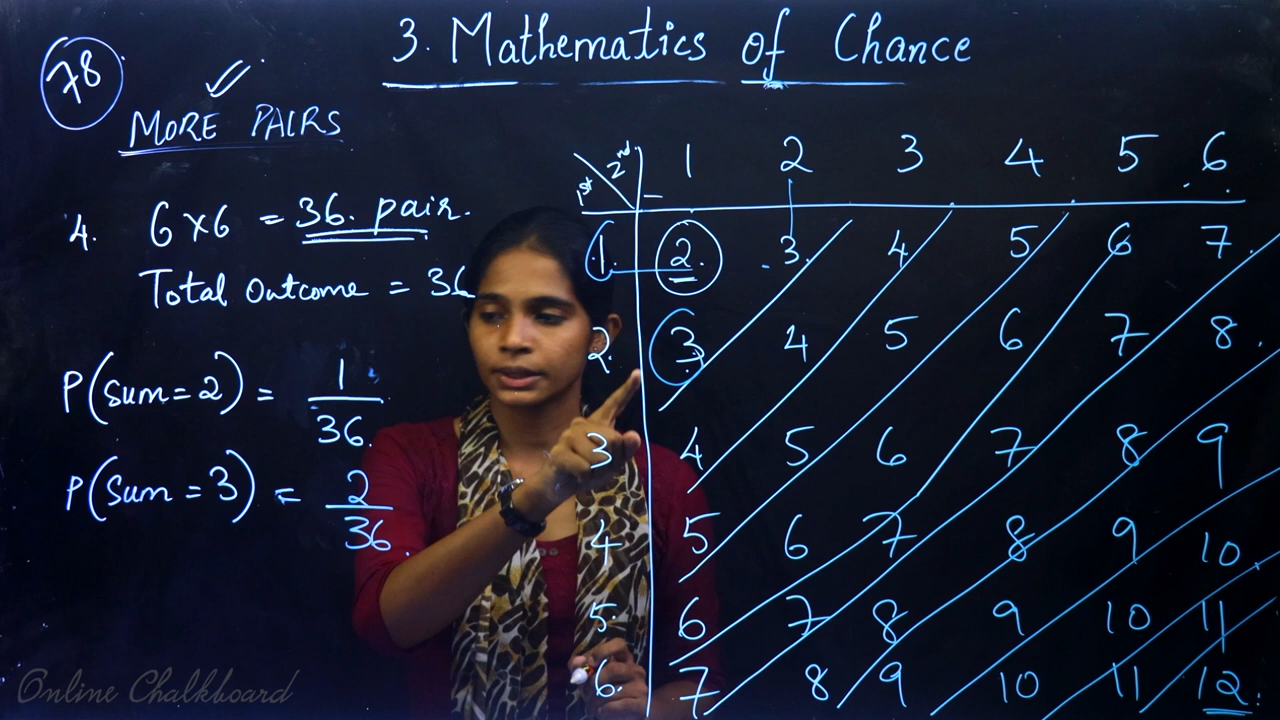 3. Mathematics of Chance
78
MORE PAIRS
4. 6 × 6 = 36. pair.
Total outcome = 36
P(sum=2) = 1/36.
P(sum=3) = 2/36.
1st 2nd 1 2 3 4 5 6
1. 2. 3. 4 5 6 7.
2. 3 4 5 6 7 8.
3 4 5 6 7 8 9
4 5 6 7 8 9 10
5. 6 7 8 9 10 11
6. 7 8 9 10 11 12.
Online Chalkboard